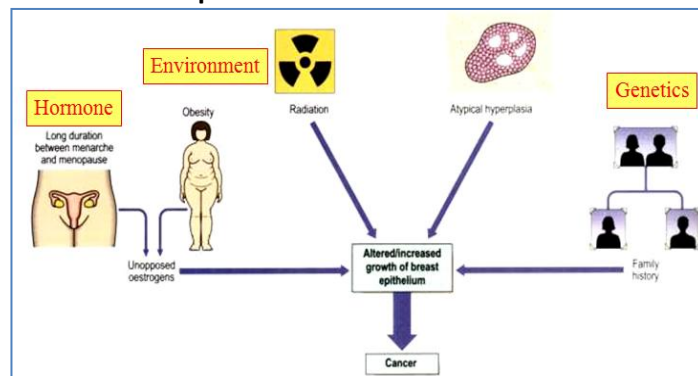 Environment
Hormone
Genetics
Long duration
between menarche
and menopause
Obesity
Radiation
Atypical hyperplasia
Unopposed
oestrogens
Altered/increased
growth of breast
epithelium
Family
history
Cancer